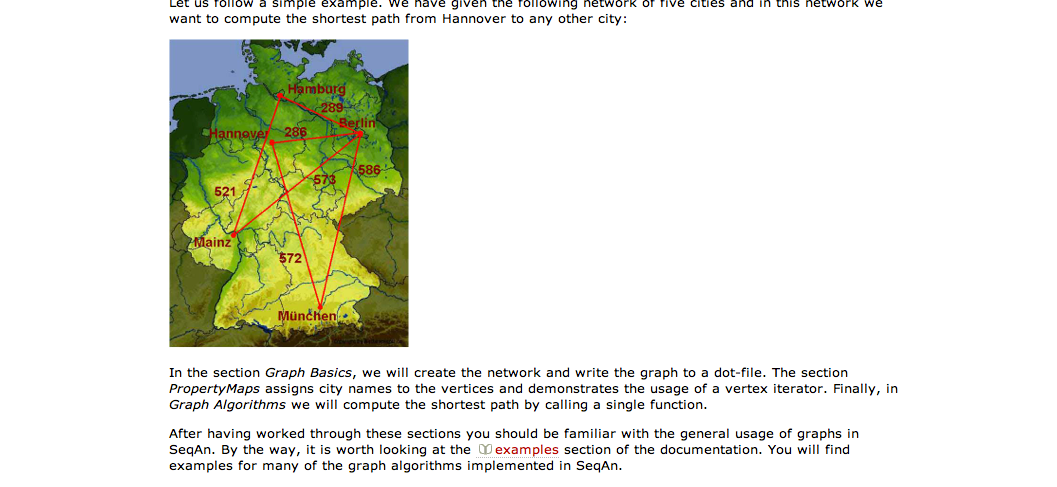 Let us follow a simple example. We have given the following network of five cities and in this network we
want to compute the shortest path from Hannover to any other city:
Hamburg
289
Berlin
Hannover
286
586
573
521
Mainz
572
München
In the section Graph Basics, we will create the network and write the graph to a dot-file. The section
PropertyMaps assigns city names to the vertices and demonstrates the usage of a vertex iterator. Finally, in
Graph Algorithms we will compute the shortest path by calling a single function.
After having worked through these sections you should be familiar with the general usage of graphs in
SeqAn. By the way, it is worth looking at the examples section of the documentation. You will find
examples for many of the graph algorithms implemented in SeqAn.